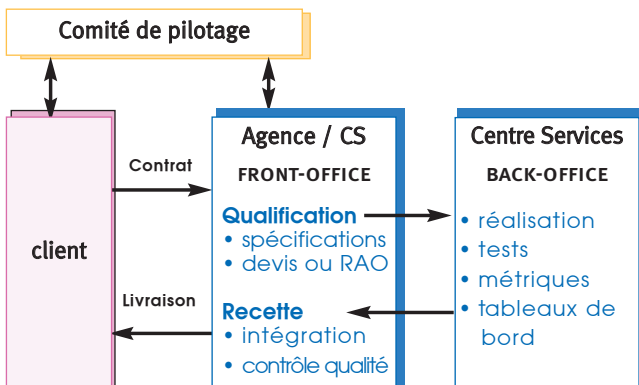 Comité de pilotage
client
Contrat
Livraison
Agence / CS
FRONT-OFFICE
Qualification
• spécifications
• devis ou RAO
Recette
• intégration
• contrôle qualité
Centre Services
BACK-OFFICE
• réalisation
• tests
• métriques
• tableaux de
bord